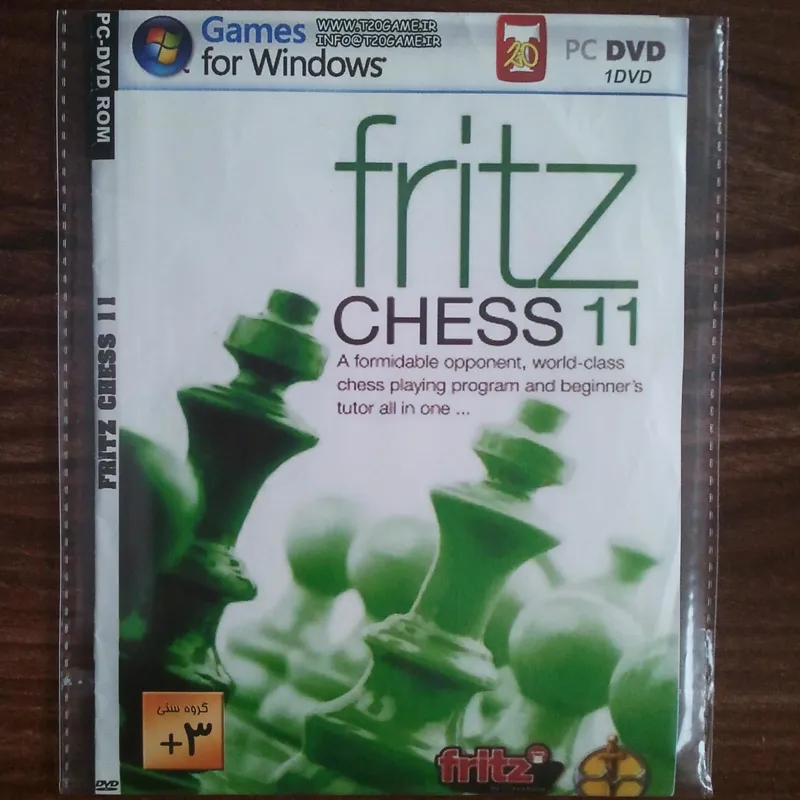 PC-DVD ROM
Games
for Windows
WWW.T20GAME.IR
INFO@T20GAME.IR
T20
PC DVD
1DVD
fritz
CHESS 11
A formidable opponent, world-class
chess playing program and beginner's
tutor all in one ...
FRITZ CHESS 11
گروه سنی
+۳
fritz
DVD